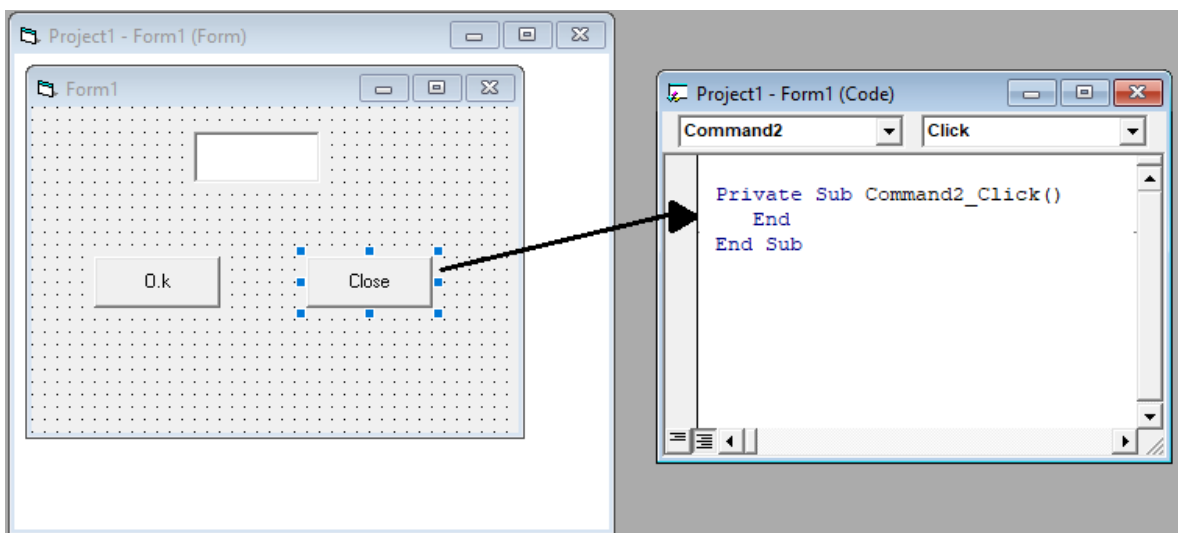 Project1 - Form1 (Form)
Form1
O.k
Close
Project1 - Form1 (Code)
Command2
Click
Private Sub Command2_Click()
End
End Sub